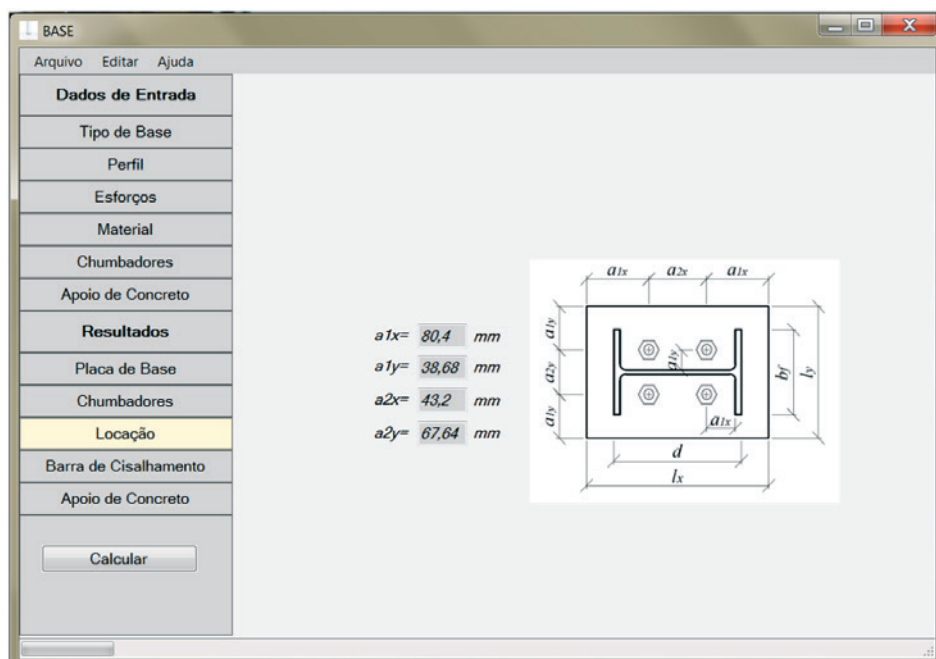 BASE
Arquivo Editar Ajuda
Dados de Entrada
Tipo de Base
Perfil
Esforços
Material
Chumbadores
Apoio de Concreto
Resultados
Placa de Base
Chumbadores
Locação
Barra de Cisalhamento
Apoio de Concreto
Calcular
a1x= 80,4 mm
a1y= 38,68 mm
a2x= 43,2 mm
a2y= 67,64 mm
a1x a2x a1x
a1y
a2y
a1y
a1y
a1x
bf
ly
d
lx